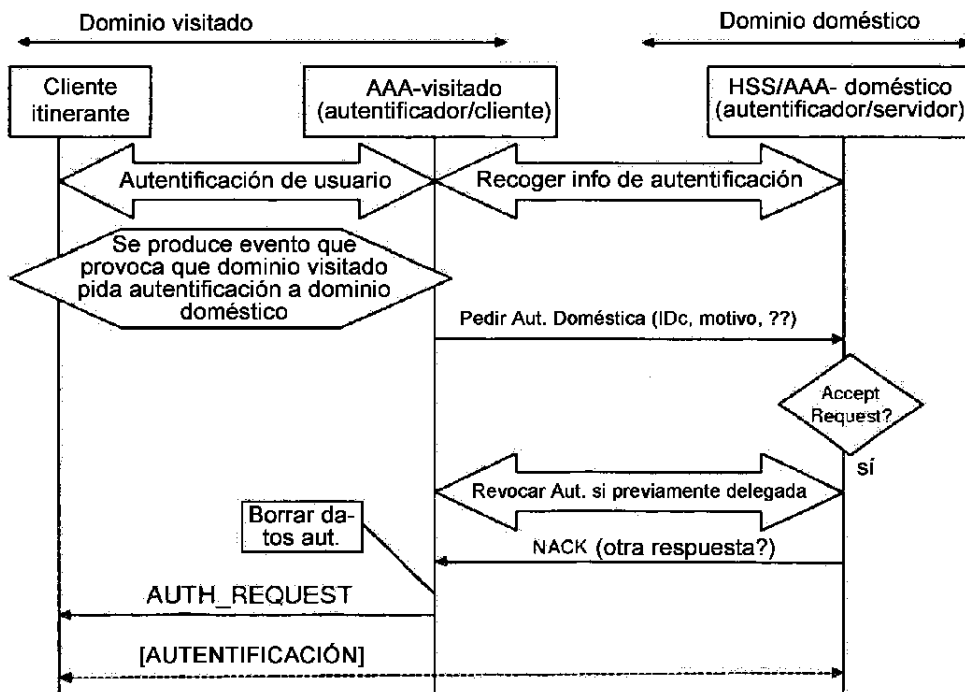 Dominio visitado
Dominio doméstico
Cliente
itinerante
AAA-visitado
(autentificador/cliente)
HSS/AAA- doméstico
(autentificador/servidor)
Autentificación de usuario
Recoger info de autentificación
Se produce evento que
provoca que dominio visitado
pida autentificación a dominio
doméstico
Pedir Aut. Doméstica (IDc, motivo, ??)
Accept
Request?
sí
Revocar Aut. si previamente delegada
Borrar da-
tos aut.
NACK (otra respuesta?)
AUTH_REQUEST
[AUTENTIFICACIÓN]